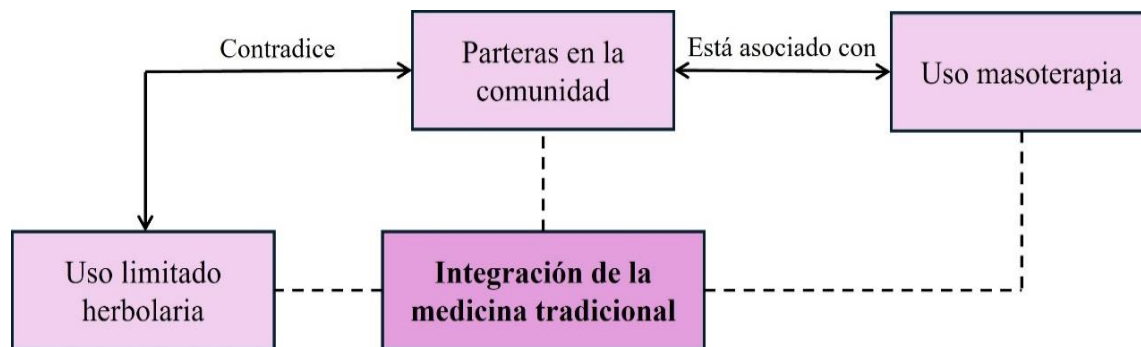 Contradice
Parteras en la
comunidad
Está asociado con
Uso masoterapia
Uso limitado
herbolaria
Integración de la
medicina tradicional